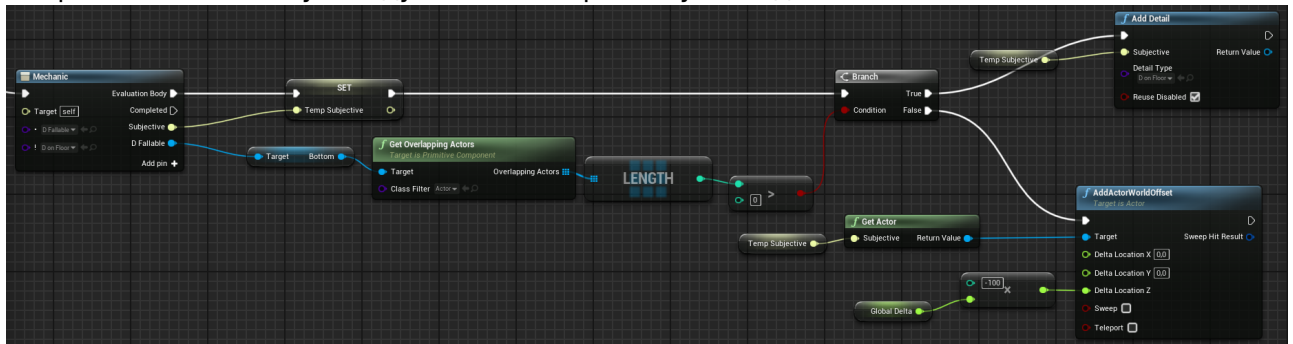 Mechanic
Evaluation Body
Target self
Completed
D Fallable
Subjective
! D on Floor
D Fallable
Add pin +
SET
Temp Subjective
Target Bottom
Get Overlapping Actors
Target is Primitive Component
Target
Overlapping Actors
Class Filter Actor
LENGTH
0 >
Branch
True
Condition
False
Temp Subjective
Add Detail
Subjective
Return Value
Detail Type
D on Floor
Reuse Disabled
Temp Subjective
Get Actor
Subjective
Return Value
Global Delta
-100 x
AddActorWorldOffset
Target is Actor
Target
Sweep Hit Result
Delta Location X 0,0
Delta Location Y 0,0
Delta Location Z
Sweep
Teleport